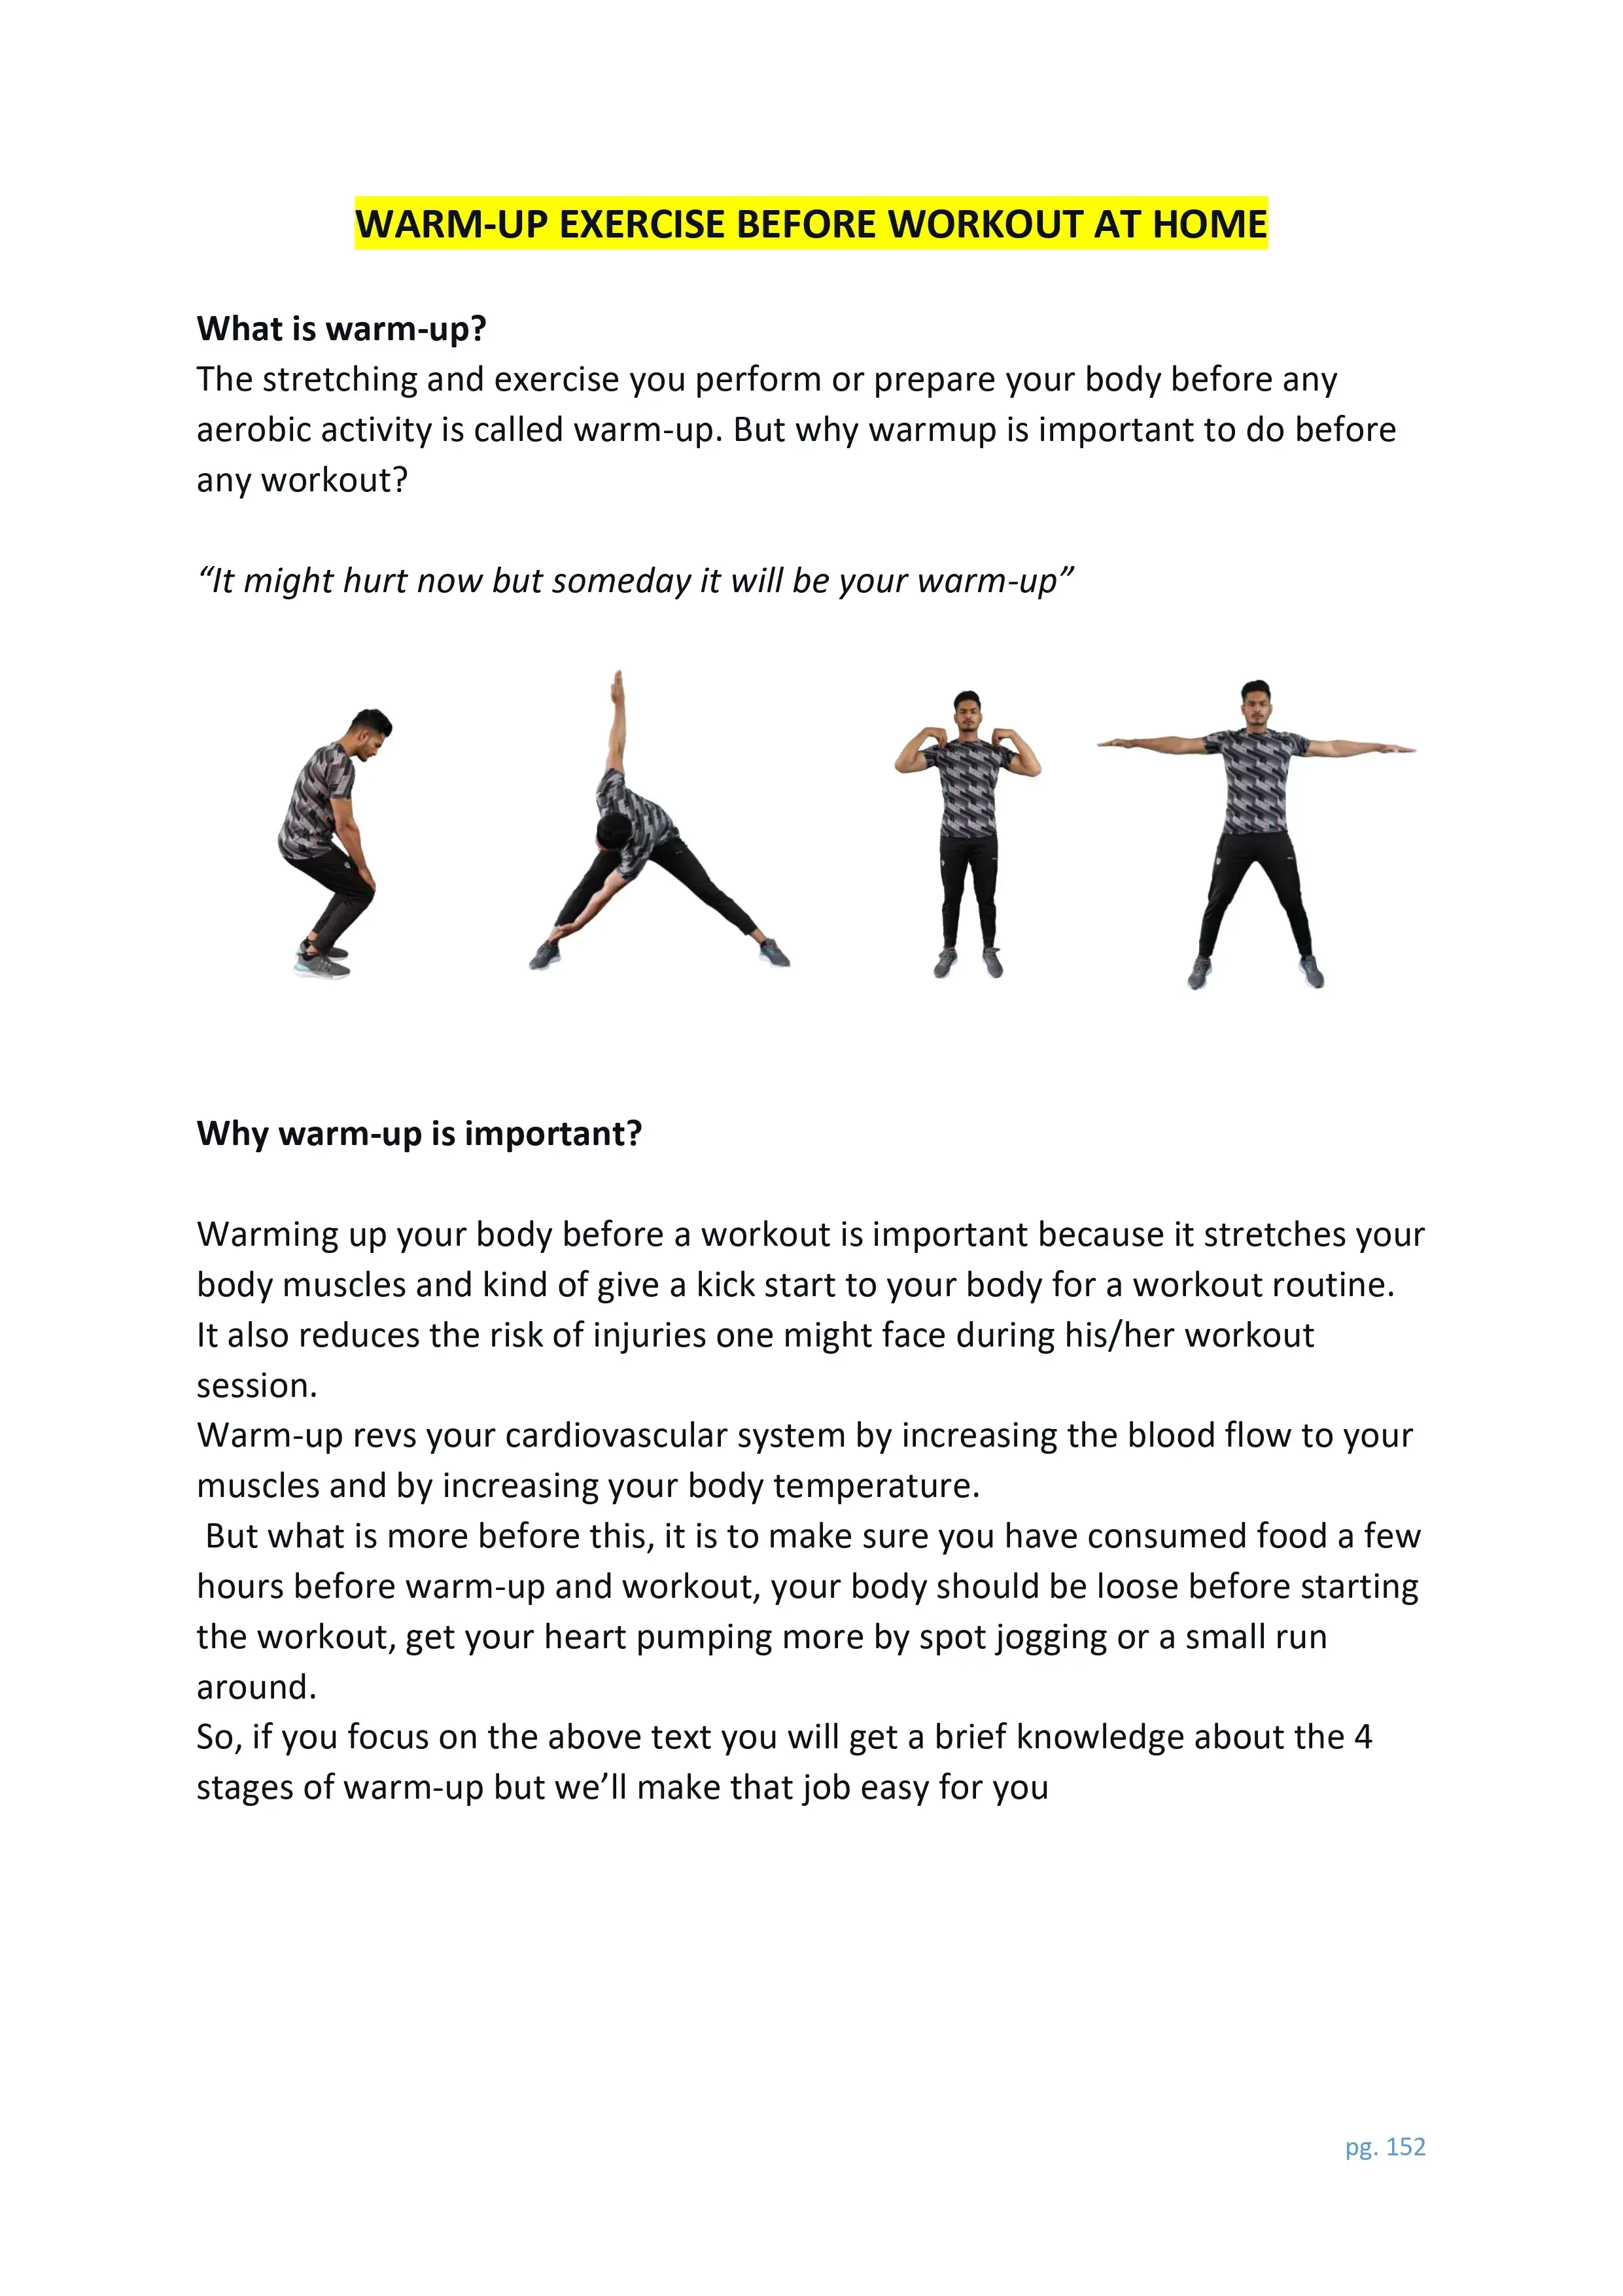 WARM-UP EXERCISE BEFORE WORKOUT AT HOME
What is warm-up?
The stretching and exercise you perform or prepare your body before any
aerobic activity is called warm-up. But why warmup is important to do before
any workout?
“It might hurt now but someday it will be your warm-up”
Why warm-up is important?
Warming up your body before a workout is important because it stretches your
body muscles and kind of give a kick start to your body for a workout routine.
It also reduces the risk of injuries one might face during his/her workout
session.
Warm-up revs your cardiovascular system by increasing the blood flow to your
muscles and by increasing your body temperature.
But what is more before this, it is to make sure you have consumed food a few
hours before warm-up and workout, your body should be loose before starting
the workout, get your heart pumping more by spot jogging or a small run
around.
So, if you focus on the above text you will get a brief knowledge about the 4
stages of warm-up but we’ll make that job easy for you
pg. 152